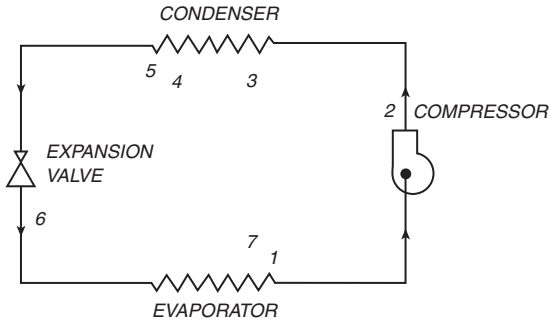 CONDENSER
5
4
3
2
COMPRESSOR
EXPANSION
VALVE
6
7
1
EVAPORATOR